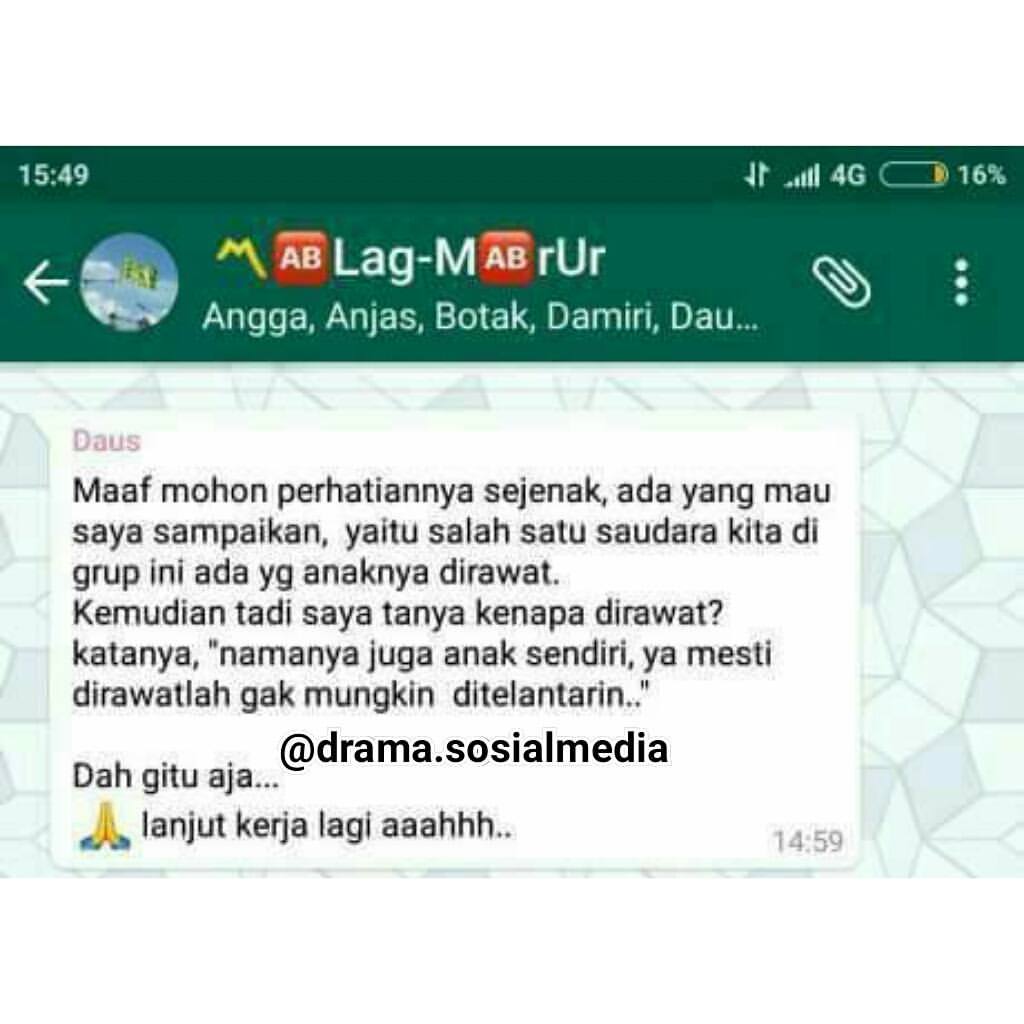 15:49 4G 16%
〽️🆎Lag-M🆎rUr
Angga, Anjas, Botak, Damiri, Dau...
Daus
Maaf mohon perhatiannya sejenak, ada yang mau
saya sampaikan, yaitu salah satu saudara kita di
grup ini ada yg anaknya dirawat.
Kemudian tadi saya tanya kenapa dirawat?
katanya, "namanya juga anak sendiri, ya mesti
dirawatlah gak mungkin ditelantarin.."
@drama.sosialmedia
Dah gitu aja...
🙏 lanjut kerja lagi aaahhh..
14:59